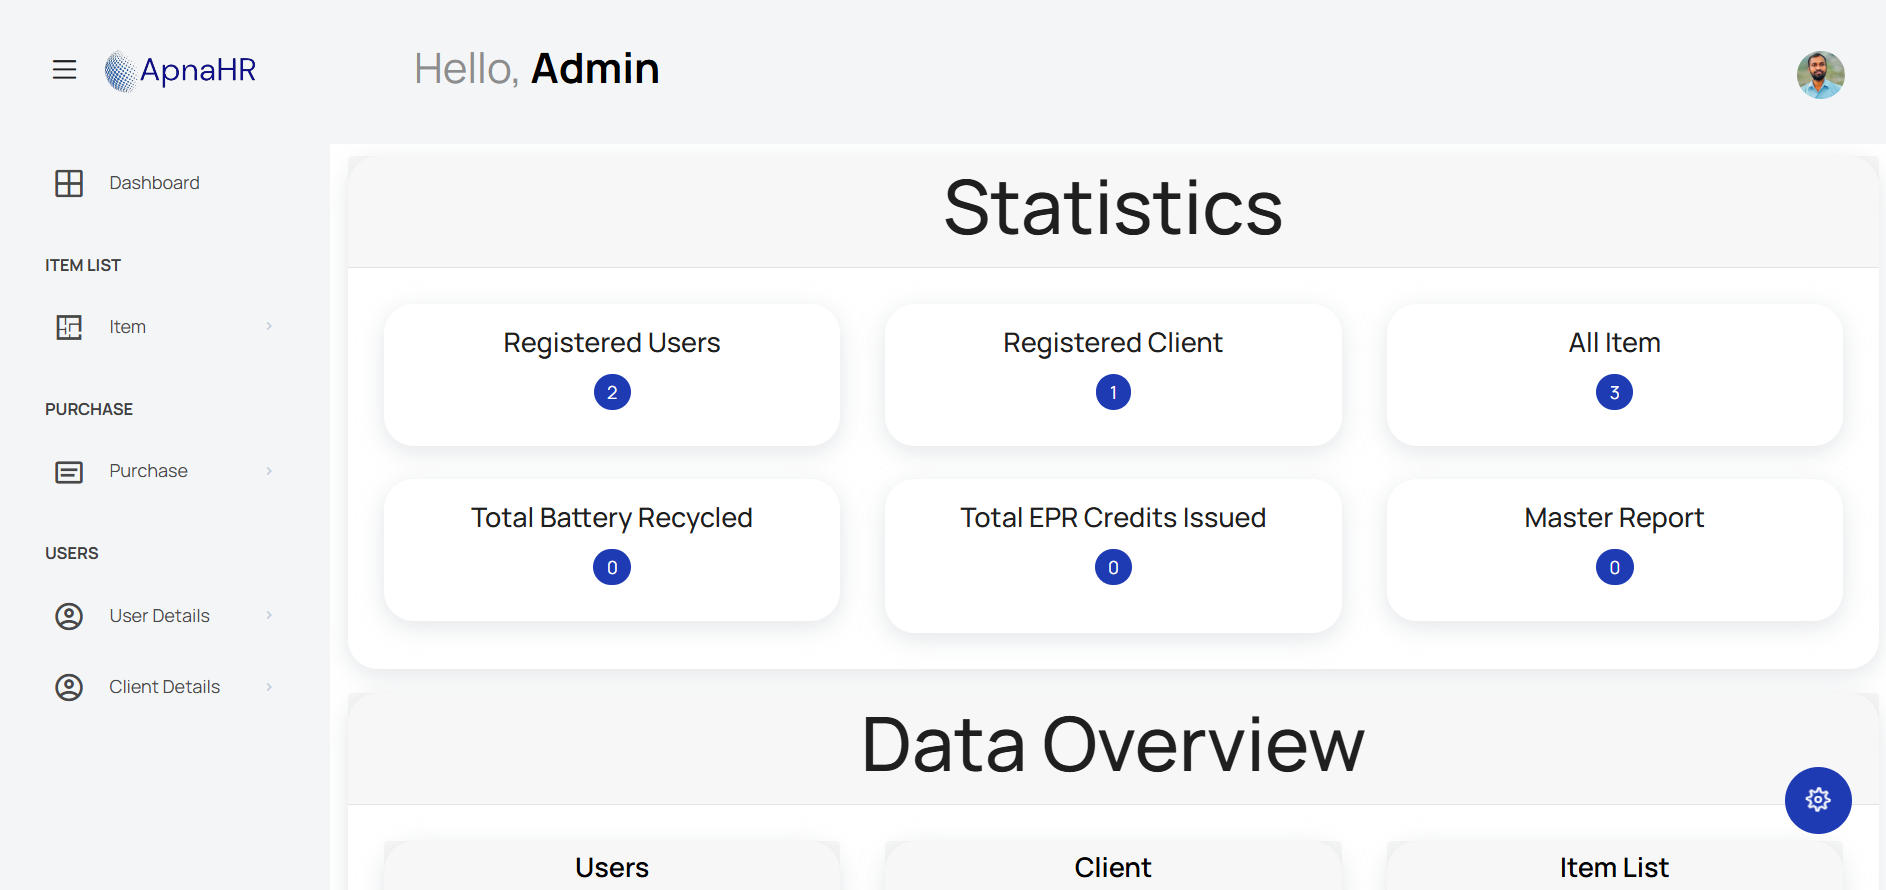 ApnaHR
Hello, Admin
Dashboard
ITEM LIST
Item
PURCHASE
Purchase
USERS
User Details
Client Details
Statistics
Registered Users
2
Registered Client
1
All Item
3
Total Battery Recycled
0
Total EPR Credits Issued
0
Master Report
0
Data Overview
Users
Client
Item List